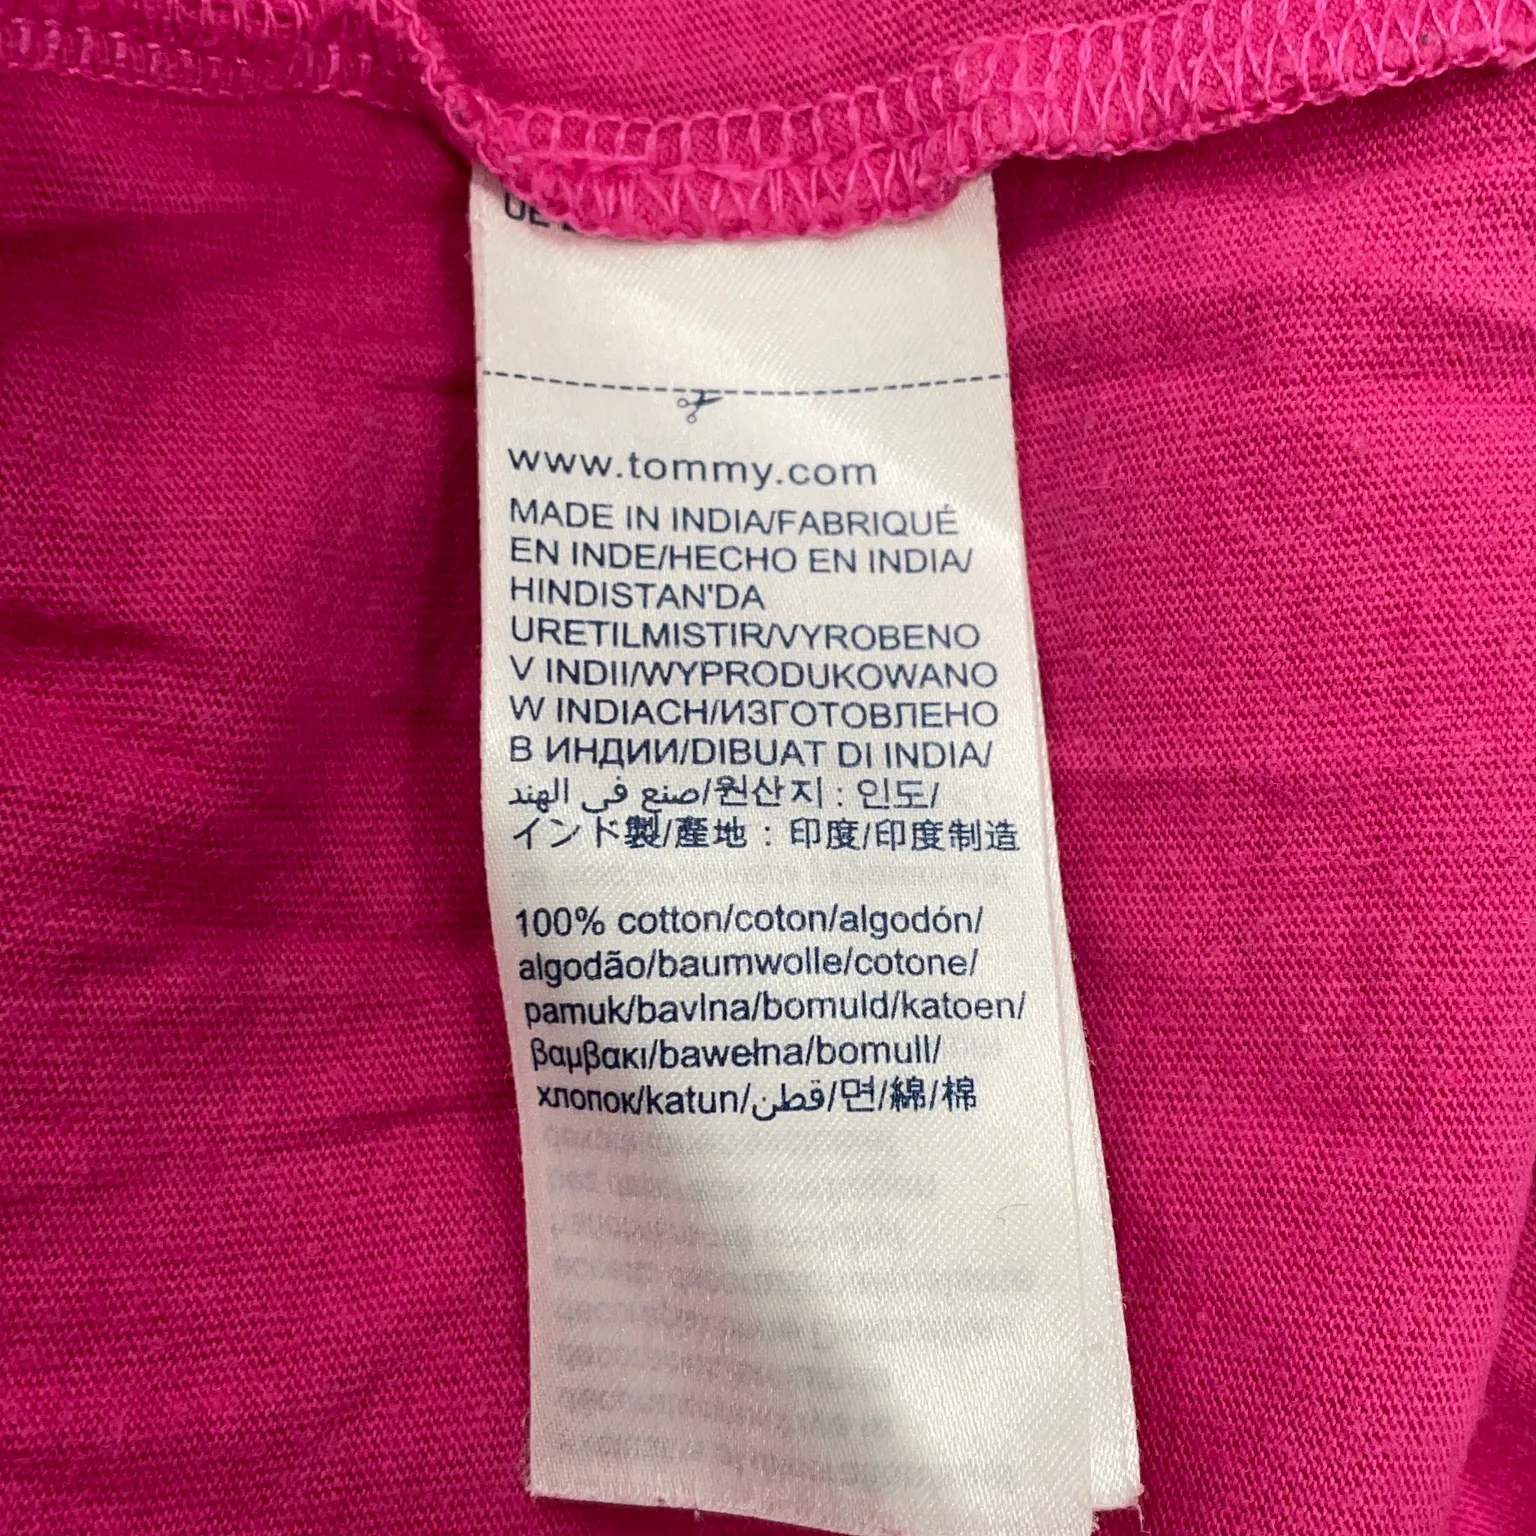 UE
www.tommy.com
MADE IN INDIA/FABRIQUÉ
EN INDE/HECHO EN INDIA/
HINDISTAN'DA
URETILMISTIR/VYROBENO
V INDII/WYPRODUKOWANO
W INDIACH/ИЗГОТОВЛЕНО
В ИНДИИ/DIBUAT DI INDIA/
صنع في الهند/원산지 : 인도/
インド製/產地 : 印度/印度制造
100% cotton/coton/algodón/
algodão/baumwolle/cotone/
pamuk/bavlna/bomuld/katoen/
βαμβακι/bawełna/bomull/
хлопок/katun/قطن/면/綿/棉